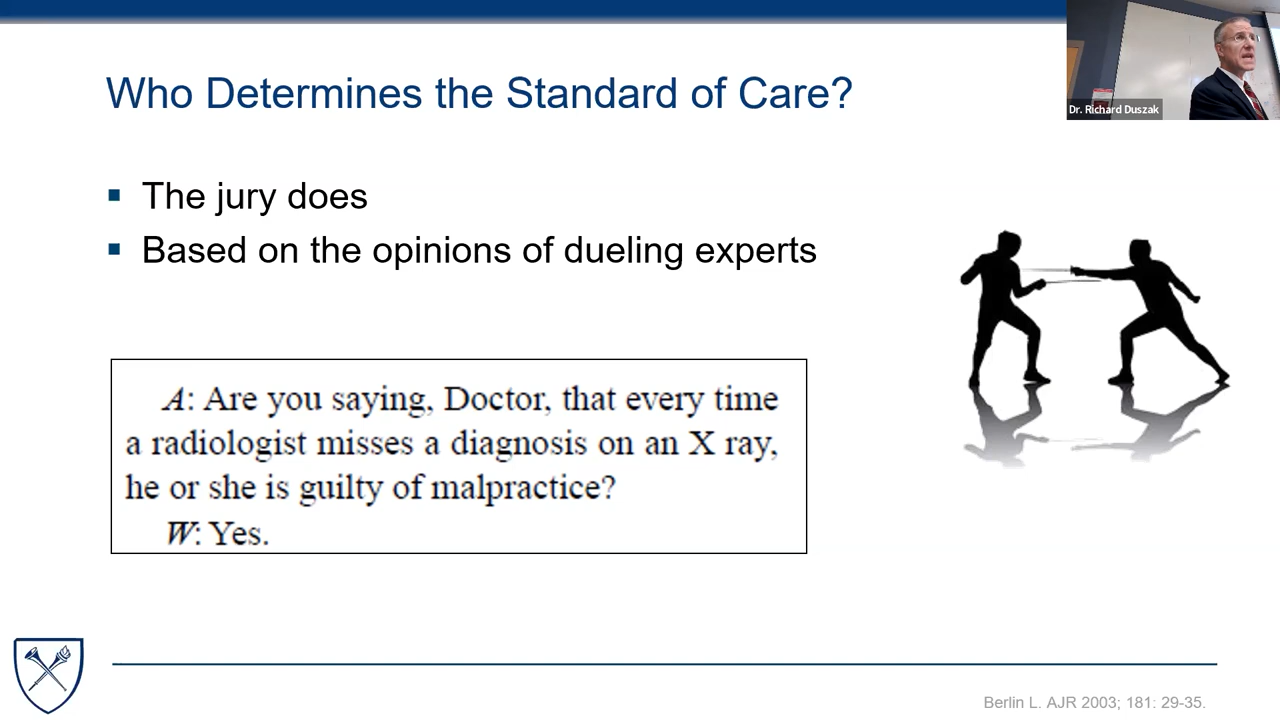 Who Determines the Standard of Care?
Dr. Richard Duszak
▪ The jury does
▪ Based on the opinions of dueling experts
A: Are you saying, Doctor, that every time
a radiologist misses a diagnosis on an X ray,
he or she is guilty of malpractice?
W: Yes.
Berlin L. AJR 2003; 181: 29-35.